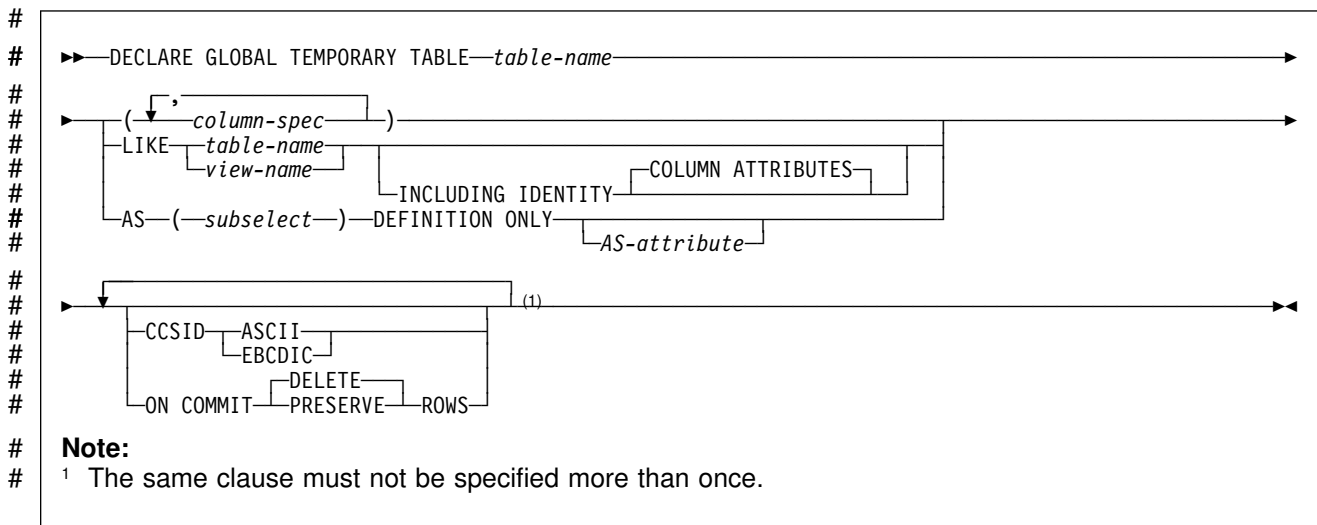 #
# DECLARE GLOBAL TEMPORARY TABLE table-name
#
# ,
# ( column-spec )
# LIKE table-name
# view-name COLUMN ATTRIBUTES
# INCLUDING IDENTITY
# AS ( subselect ) DEFINITION ONLY
# AS-attribute
#
# (1)
# CCSID ASCII
# EBCDIC
# DELETE
# ON COMMIT PRESERVE ROWS
# Note:
# 1 The same clause must not be specified more than once.